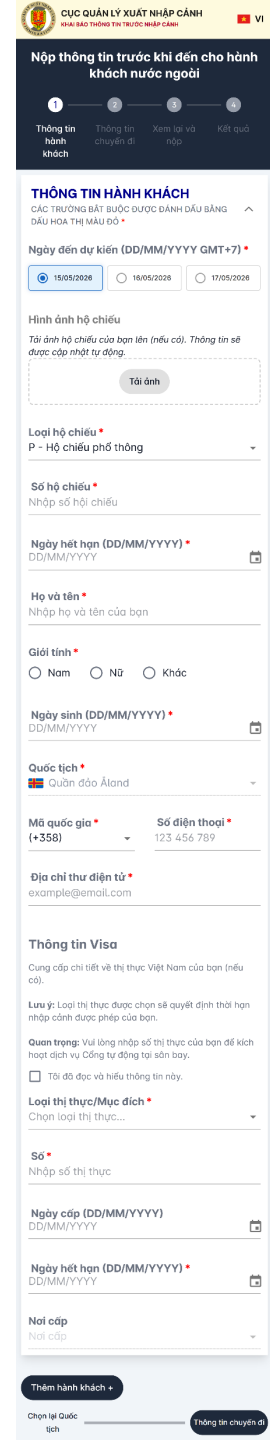 CỤC QUẢN LÝ XUẤT NHẬP CẢNH
KHAI BÁO THÔNG TIN TRƯỚC NHẬP CẢNH
VI
Nộp thông tin trước khi đến cho hành
khách nước ngoài
1
2
3
4
Thông tin hành khách
Thông tin chuyến đi
Xem lại và nộp
Kết quả
THÔNG TIN HÀNH KHÁCH
CÁC TRƯỜNG BẮT BUỘC ĐƯỢC ĐÁNH DẤU BẰNG
DẤU HOA THỊ MÀU ĐỎ *
Ngày đến dự kiến (DD/MM/YYYY GMT+7) *
15/05/2026 16/05/2026 17/05/2026
Hình ảnh hộ chiếu
Tải ảnh hộ chiếu của bạn lên (nếu có). Thông tin sẽ
được cập nhật tự động.
Tải ảnh
Loại hộ chiếu *
P - Hộ chiếu phổ thông
Số hộ chiếu *
Nhập số hội chiếu
Ngày hết hạn (DD/MM/YYYY) *
DD/MM/YYYY
Họ và tên *
Nhập họ và tên của bạn
Giới tính *
Nam Nữ Khác
Ngày sinh (DD/MM/YYYY) *
DD/MM/YYYY
Quốc tịch *
Quần đảo Åland
Mã quốc gia * Số điện thoại *
(+358) 123 456 789
Địa chỉ thư điện tử *
example@email.com
Thông tin Visa
Cung cấp chi tiết về thị thực Việt Nam của bạn (nếu
có).
Lưu ý: Loại thị thực được chọn sẽ quyết định thời hạn
nhập cảnh được phép của bạn.
Quan trọng: Vui lòng nhập số thị thực của bạn để kích
hoạt dịch vụ Cổng tự động tại sân bay.
Tôi đã đọc và hiểu thông tin này.
Loại thị thực/Mục đích *
Chọn loại thị thực...
Số *
Nhập số thị thực
Ngày cấp (DD/MM/YYYY)
DD/MM/YYYY
Ngày hết hạn (DD/MM/YYYY) *
DD/MM/YYYY
Nơi cấp
Nơi cấp
Thêm hành khách +
Chọn lại Quốc
tịch
Thông tin chuyến đi